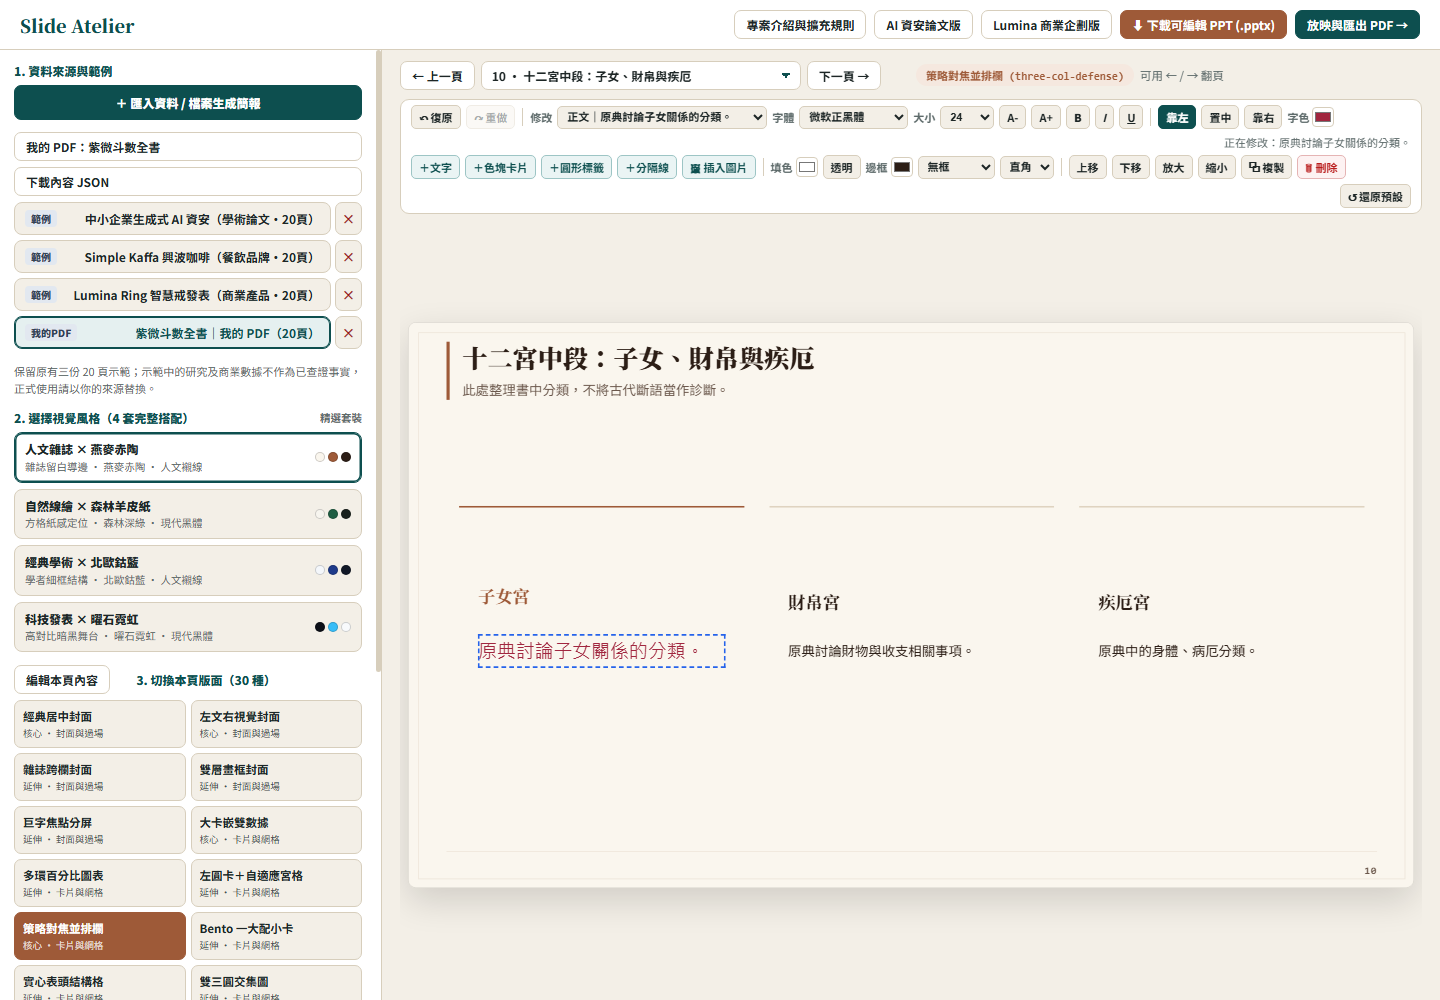 Slide Atelier
專案介紹與擴充規則
AI 資安論文版
Lumina 商業企劃版
⬇ 下載可編輯 PPT (.pptx)
放映與匯出 PDF →
1. 資料來源與範例
＋ 匯入資料 / 檔案生成簡報
我的 PDF：紫微斗數全書
下載內容 JSON
範例 中小企業生成式 AI 資安（學術論文・20頁） ×
範例 Simple Kaffa 興波咖啡（餐飲品牌・20頁） ×
範例 Lumina Ring 智慧戒發表（商業產品・20頁） ×
我的PDF 紫微斗數全書｜我的 PDF（20頁） ×
保留原有三份 20 頁示範；示範中的研究及商業數據不作為已查證事實，
正式使用請以你的來源替換。
2. 選擇視覺風格（4 套完整搭配） 精選套裝
人文雜誌 × 燕麥赤陶
雜誌留白導邊 ・ 燕麥赤陶 ・ 人文襯線
自然線繪 × 森林羊皮紙
方格紙感定位 ・ 森林深綠 ・ 現代黑體
經典學術 × 北歐鈷藍
學者細框結構 ・ 北歐鈷藍 ・ 人文襯線
科技發表 × 曜石霓虹
高對比暗黑舞台 ・ 曜石霓虹 ・ 現代黑體
編輯本頁內容 3. 切換本頁版面（30 種）
經典居中封面
核心 ・ 封面與過場
左文右視覺封面
核心 ・ 封面與過場
雜誌跨欄封面
延伸 ・ 封面與過場
雙層畫框封面
延伸 ・ 封面與過場
巨字焦點分屏
延伸 ・ 封面與過場
大卡嵌雙數據
核心 ・ 卡片與網格
多環百分比圖表
延伸 ・ 卡片與網格
左圓卡＋自適應宮格
延伸 ・ 卡片與網格
策略對焦並排欄
核心 ・ 卡片與網格
Bento 一大配小卡
延伸 ・ 卡片與網格
實心表頭結構格
延伸 ・ 卡片與網格
雙三圓交集圖
延伸 ・ 卡片與網格
← 上一頁
10 ・ 十二宮中段：子女、財帛與疾厄
下一頁 →
策略對焦並排欄 (three-col-defense)
可用 ← / → 翻頁
↶ 復原 ↷ 重做 修改 正文｜原典討論子女關係的分類。 字體 微軟正黑體 大小 24 A- A+ B I U 靠左 置中 靠右 字色
正在修改：原典討論子女關係的分類。
＋文字 ＋色塊卡片 ＋圓形標籤 ＋分隔線 插入圖片 填色 透明 邊框 無框 直角 上移 下移 放大 縮小 複製 刪除
↺ 還原預設
十二宮中段：子女、財帛與疾厄
此處整理書中分類，不將古代斷語當作診斷。
子女宮
原典討論子女關係的分類。
財帛宮
原典討論財物與收支相關事項。
疾厄宮
原典中的身體、病厄分類。
10